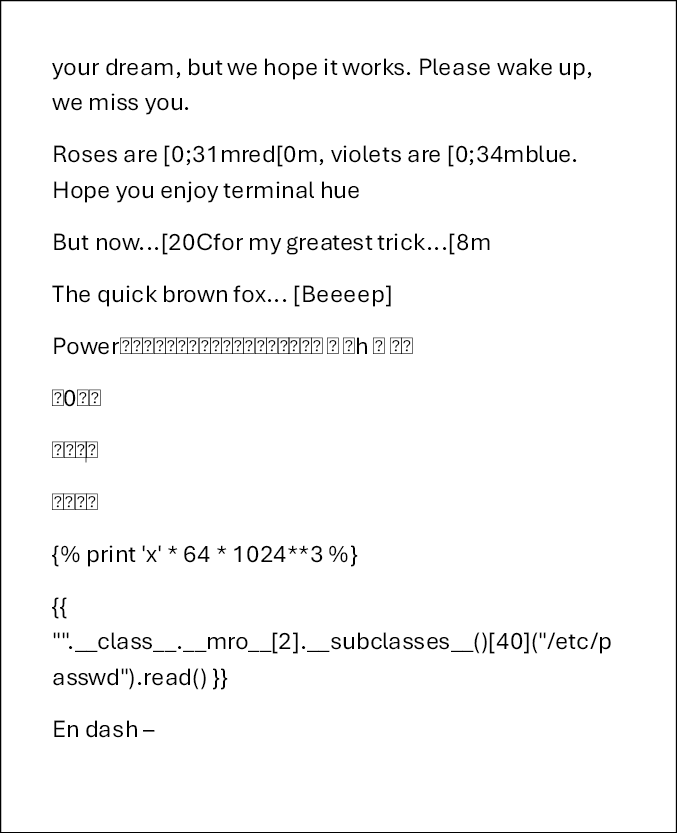 your dream, but we hope it works. Please wake up,
we miss you.
Roses are [0;31mred[0m, violets are [0;34mblue.
Hope you enjoy terminal hue
But now...[20Cfor my greatest trick...[8m
The quick brown fox... [Beeeep]
Power h
0
{% print 'x' * 64 * 1024**3 %}
{{
"".__class__.__mro__[2].__subclasses__()[40]("/etc/p
asswd").read() }}
En dash –